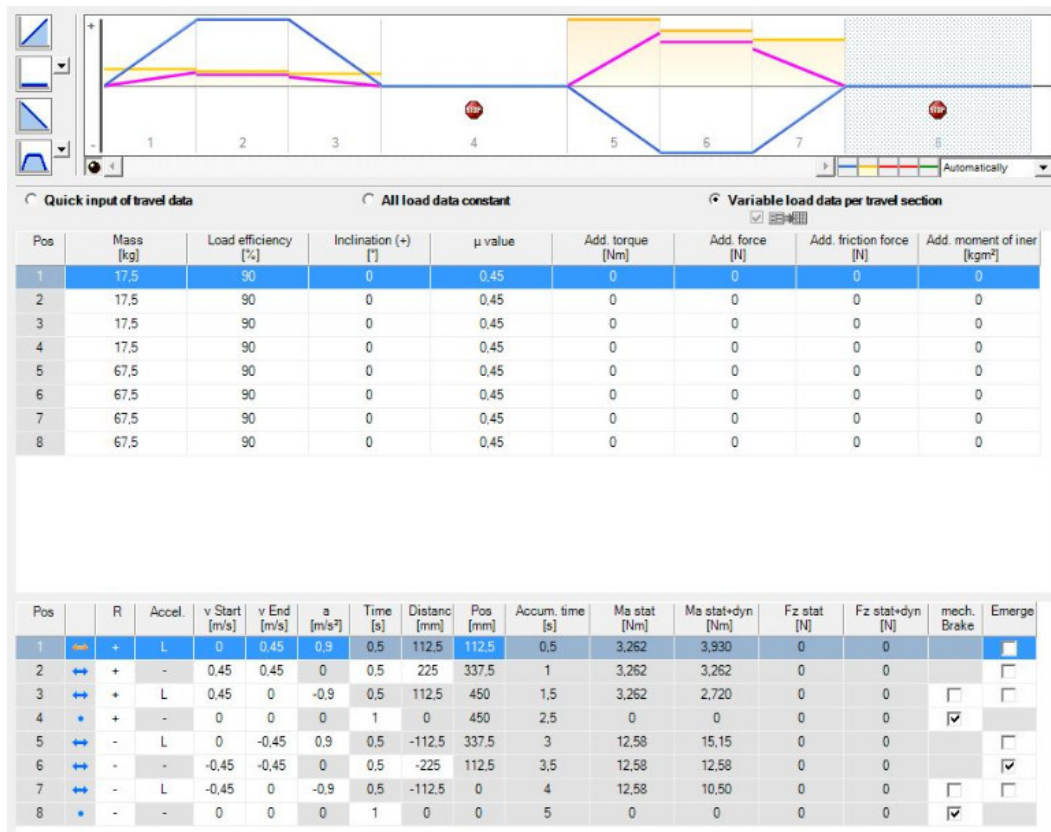 +
STOP
STOP
- 1 2 3 4 5 6 7 8
Automatically
Quick input of travel data All load data constant Variable load data per travel section
Pos Mass [kg] Load efficiency [%] Inclination (+) [°] µ value Add. torque [Nm] Add. force [N] Add. friction force [N] Add. moment of iner [kgm²]
1 17,5 90 0 0,45 0 0 0 0
2 17,5 90 0 0,45 0 0 0 0
3 17,5 90 0 0,45 0 0 0 0
4 17,5 90 0 0,45 0 0 0 0
5 67,5 90 0 0,45 0 0 0 0
6 67,5 90 0 0,45 0 0 0 0
7 67,5 90 0 0,45 0 0 0 0
8 67,5 90 0 0,45 0 0 0 0
Pos R Accel. v Start [m/s] v End [m/s] a [m/s²] Time [s] Distanc [mm] Pos [mm] Accum. time [s] Ma stat [Nm] Ma stat+dyn [Nm] Fz stat [N] Fz stat+dyn [N] mech. Brake Emerge
1 + L 0 0,45 0,9 0,5 112,5 112,5 0,5 3,262 3,930 0 0
2 + - 0,45 0,45 0 0,5 225 337,5 1 3,262 3,262 0 0
3 + L 0,45 0 -0,9 0,5 112,5 450 1,5 3,262 2,720 0 0
4 + - 0 0 0 1 0 450 2,5 0 0 0 0
5 - L 0 -0,45 0,9 0,5 -112,5 337,5 3 12,58 15,15 0 0
6 - - -0,45 -0,45 0 0,5 -225 112,5 3,5 12,58 12,58 0 0
7 - L -0,45 0 -0,9 0,5 -112,5 0 4 12,58 10,50 0 0
8 - - 0 0 0 1 0 0 5 0 0 0 0